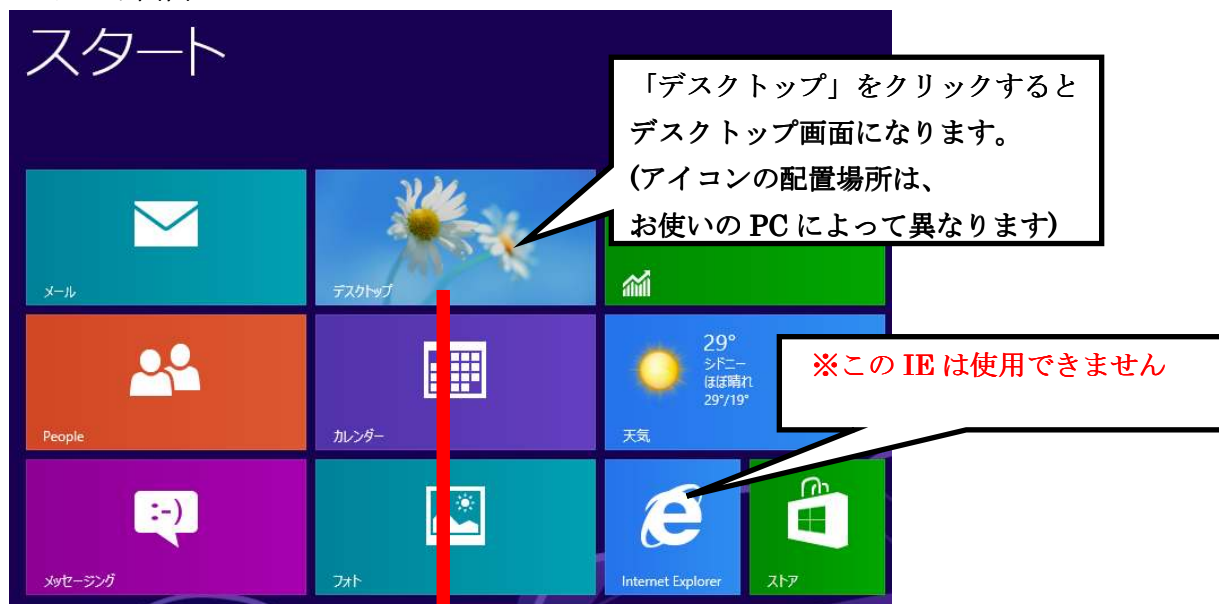 スタート
「デスクトップ」をクリックすると
デスクトップ画面になります。
(アイコンの配置場所は、
お使いの PC によって異なります)
メール
デスクトップ
29°
シドニー
ほぼ晴れ
29°/19°
※この IE は使用できません
People
カレンダー
天気
:-)
メッセージング
フォト
Internet Explorer
ストア